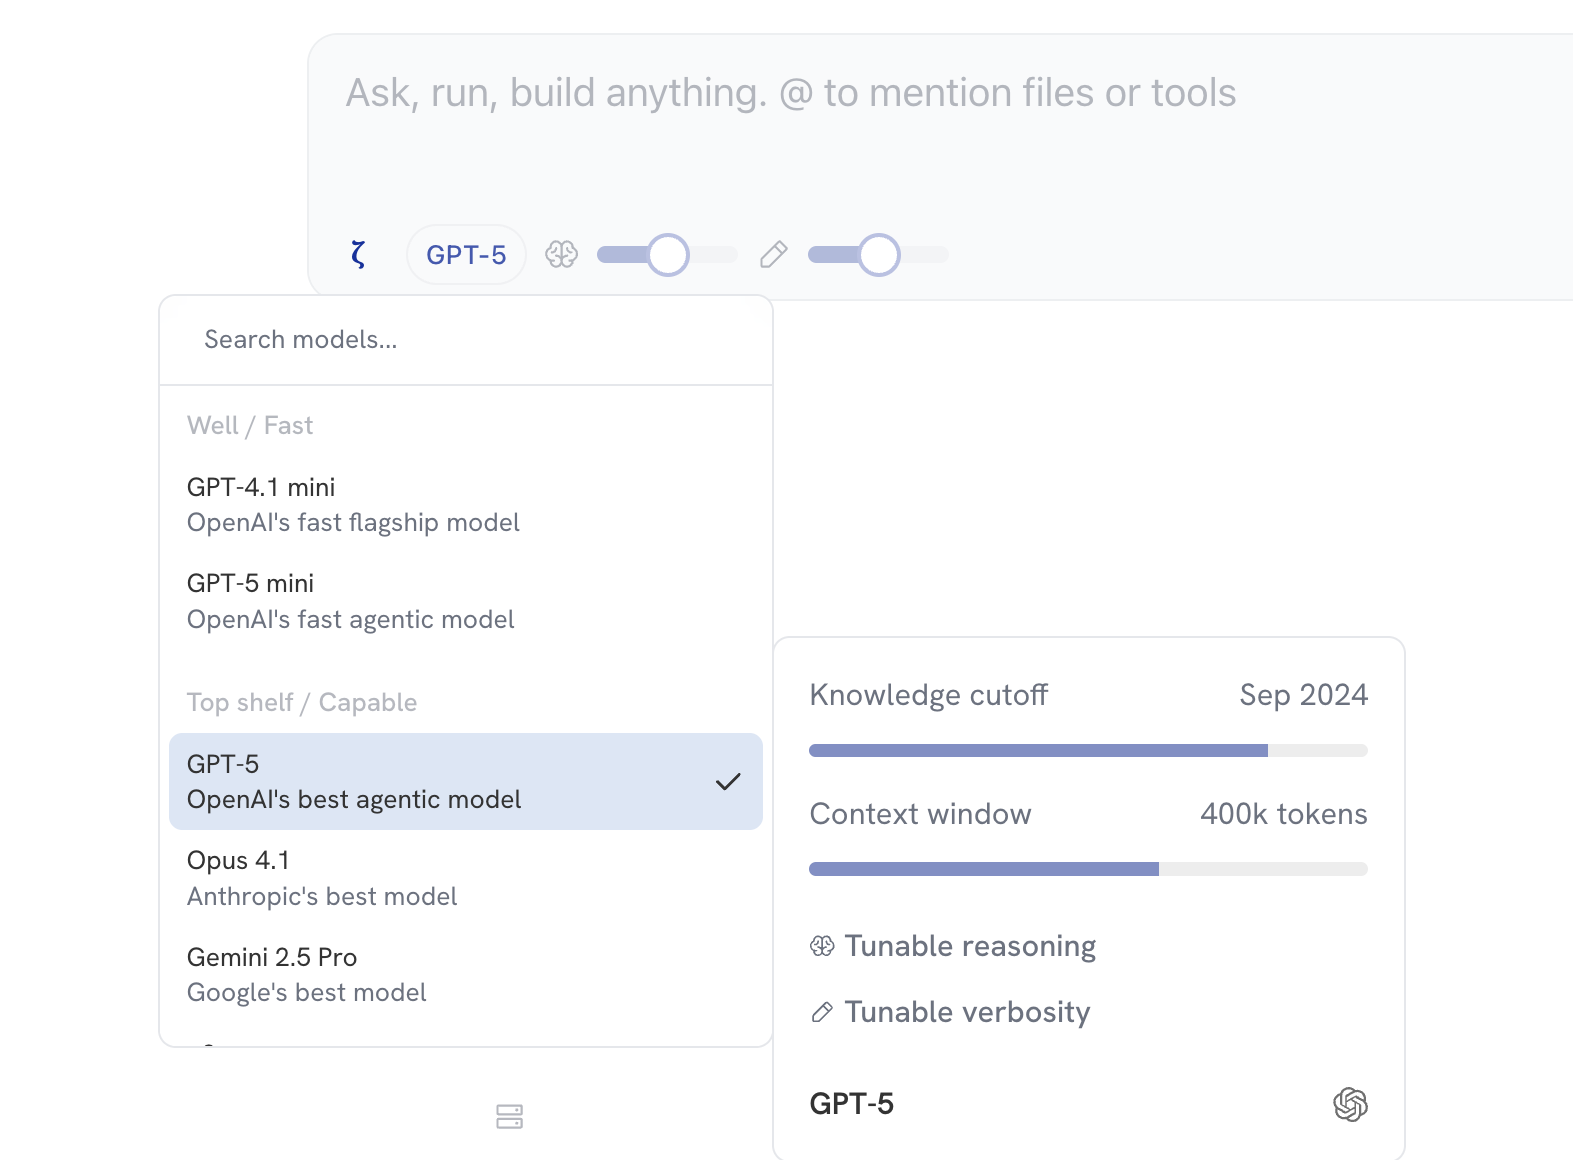 Ask, run, build anything. @ to mention files or tools
ζ
GPT-5
Search models...
Well / Fast
GPT-4.1 mini
OpenAI's fast flagship model
GPT-5 mini
OpenAI's fast agentic model
Top shelf / Capable
GPT-5
OpenAI's best agentic model
Opus 4.1
Anthropic's best model
Gemini 2.5 Pro
Google's best model
Knowledge cutoff Sep 2024
Context window 400k tokens
Tunable reasoning
Tunable verbosity
GPT-5